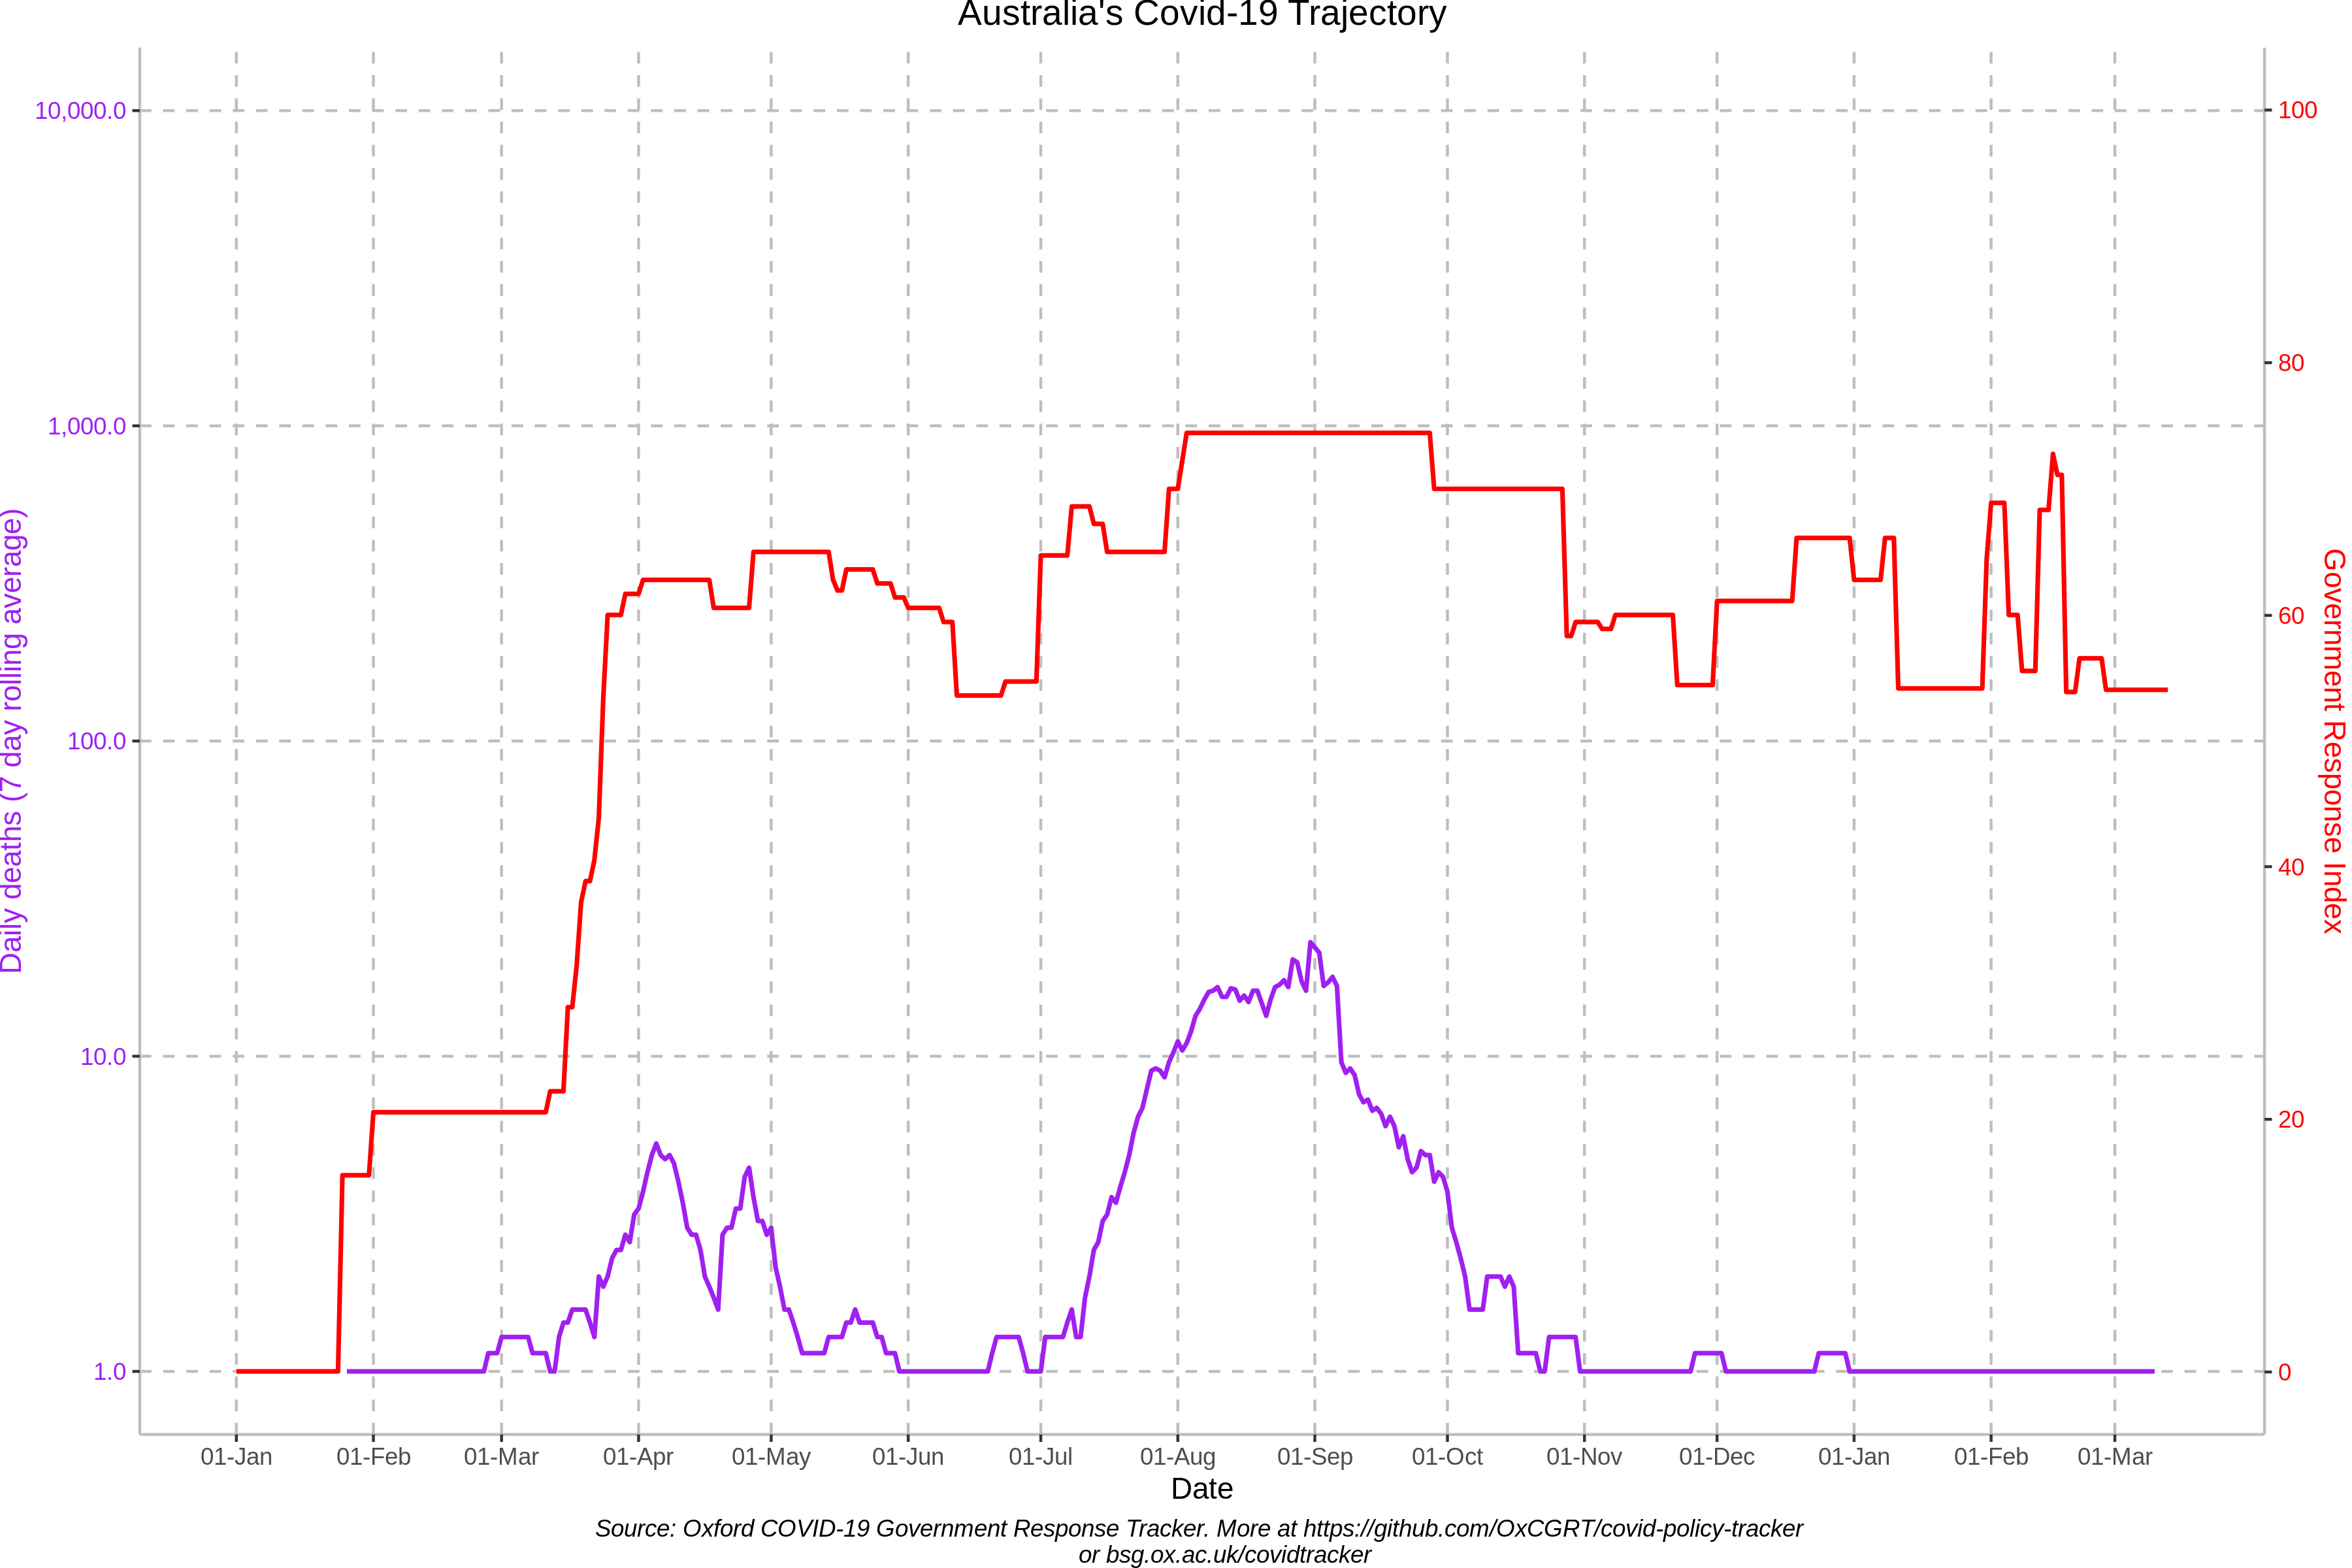 Australia's Covid-19 Trajectory
10,000.0
1,000.0
100.0
10.0
1.0
Daily deaths (7 day rolling average)
100
80
60
40
20
0
Government Response Index
01-Jan 01-Feb 01-Mar 01-Apr 01-May 01-Jun 01-Jul 01-Aug 01-Sep 01-Oct 01-Nov 01-Dec 01-Jan 01-Feb 01-Mar
Date
Source: Oxford COVID-19 Government Response Tracker. More at https://github.com/OxCGRT/covid-policy-tracker
or bsg.ox.ac.uk/covidtracker